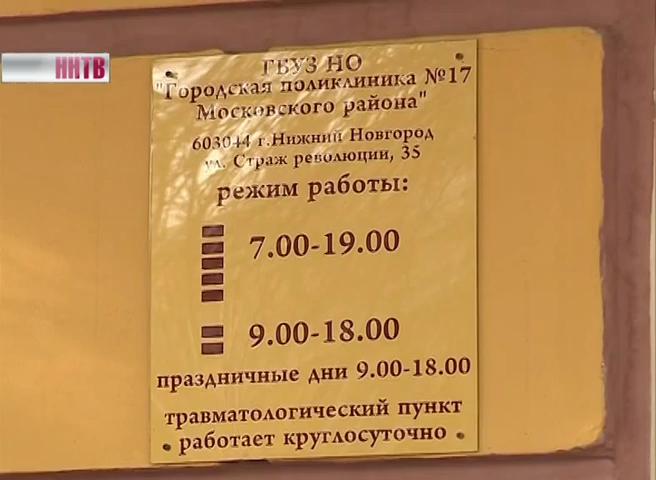 ННТВ
ГБУЗ НО
"Городская поликлиника №17
Московского района"
603044 г.Нижний Новгород
ул. Страж революции, 35
режим работы:
7.00-19.00
9.00-18.00
праздничные дни 9.00-18.00
травматологический пункт
работает круглосуточно